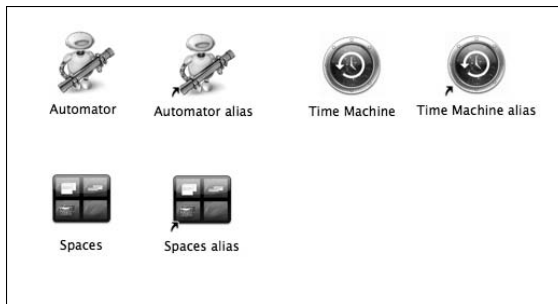 Automator
Automator alias
Time Machine
Time Machine alias
Spaces
Spaces alias